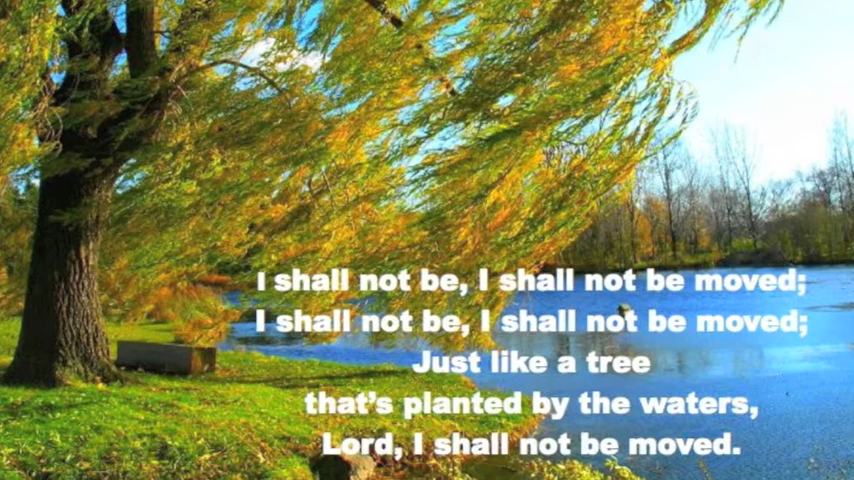 I shall not be, I shall not be moved;
I shall not be, I shall not be moved;
Just like a tree
that’s planted by the waters,
Lord, I shall not be moved.